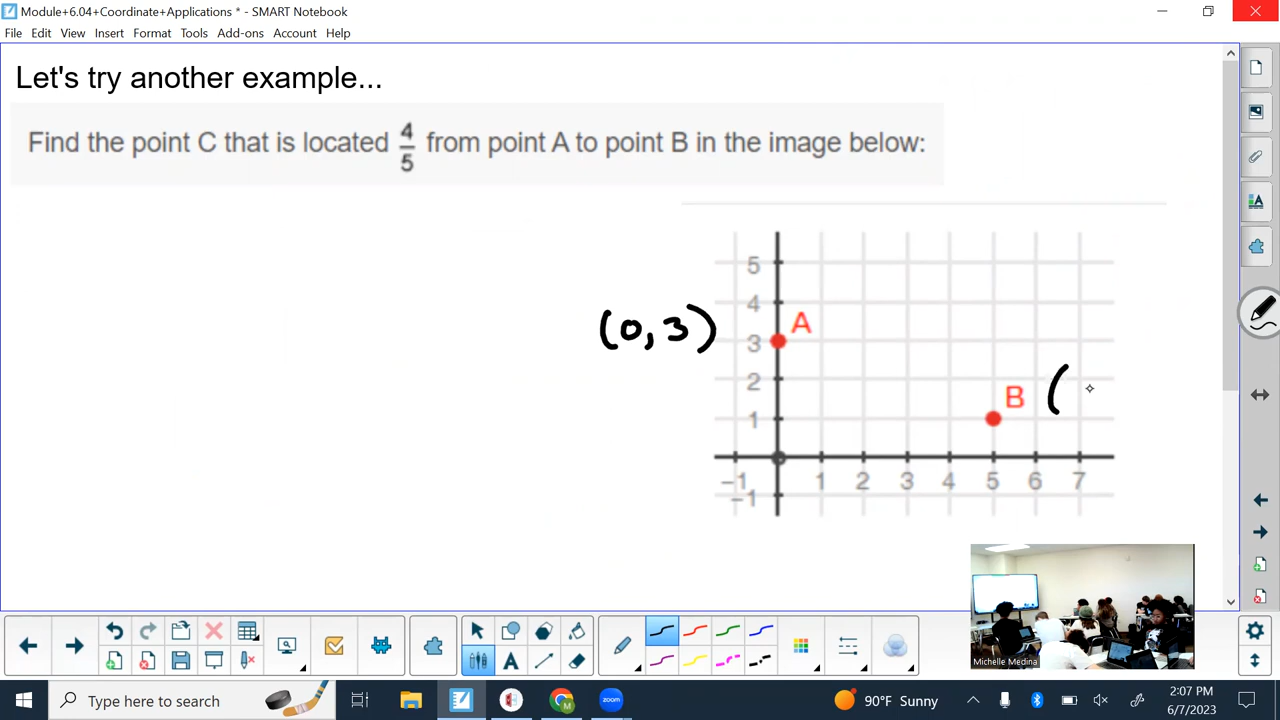 Module+6.04+Coordinate+Applications * - SMART Notebook
File Edit View Insert Format Tools Add-ons Account Help
Let's try another example...
Find the point C that is located 4/5 from point A to point B in the image below:
5
4
(0,3) 3 A
2
B (
1
-1 1 2 3 4 5 6 7
-1
Michelle Medina
Type here to search
zoom
90°F Sunny
2:07 PM
6/7/2023